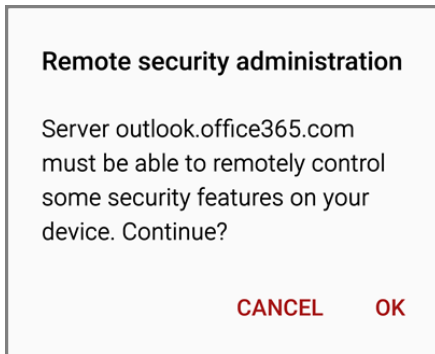 Remote security administration
Server outlook.office365.com
must be able to remotely control
some security features on your
device. Continue?
CANCEL OK